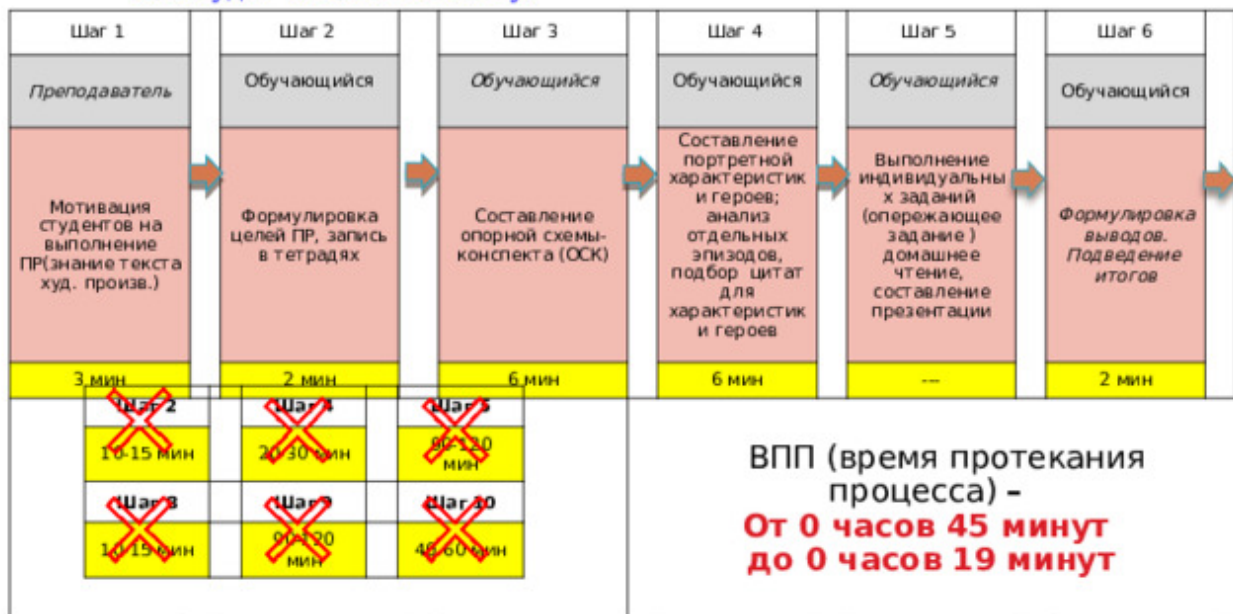 Шаг 1
Шаг 2
Шаг 3
Шаг 4
Шаг 5
Шаг 6
Преподаватель
Обучающийся
Обучающийся
Обучающийся
Обучающийся
Обучающийся
Мотивация
студентов на
выполнение
ПР(знание текста
худ. произв.)
Формулировка
целей ПР, запись
в тетрадях
Составление
опорной схемы-
конспекта (ОСК)
Составление
портретной
характеристик
и героев;
анализ
отдельных
эпизодов,
подбор цитат
для
характеристик
и героев
Выполнение
индивидуальны
х заданий
(опережающее
задание )
домашнее
чтение,
составление
презентации
Формулировка
выводов.
Подведение
итогов
3 мин
2 мин
6 мин
6 мин
---
2 мин
Шаг 2
Шаг 4
Шаг
10-15 мин
20-30 мин
90-120
мин
Шаг 8
Шаг 9
Шаг 10
10-15 мин
90-120
мин
40-60 мин
ВПП (время протекания
процесса) –
От 0 часов 45 минут
до 0 часов 19 минут